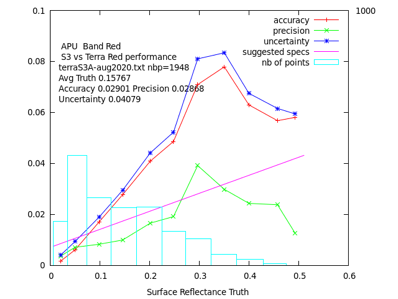 0.1
1000
accuracy
precision
uncertainty
suggested specs
nb of points
APU Band Red
S3 vs Terra Red performance
terraS3A-aug2020.txt nbp=1948
Avg Truth 0.15767
Accuracy 0.02901 Precision 0.02868
Uncertainty 0.04079
0.08
0.06
0.04
0.02
0
0 0.1 0.2 0.3 0.4 0.5 0.6
Surface Reflectance Truth